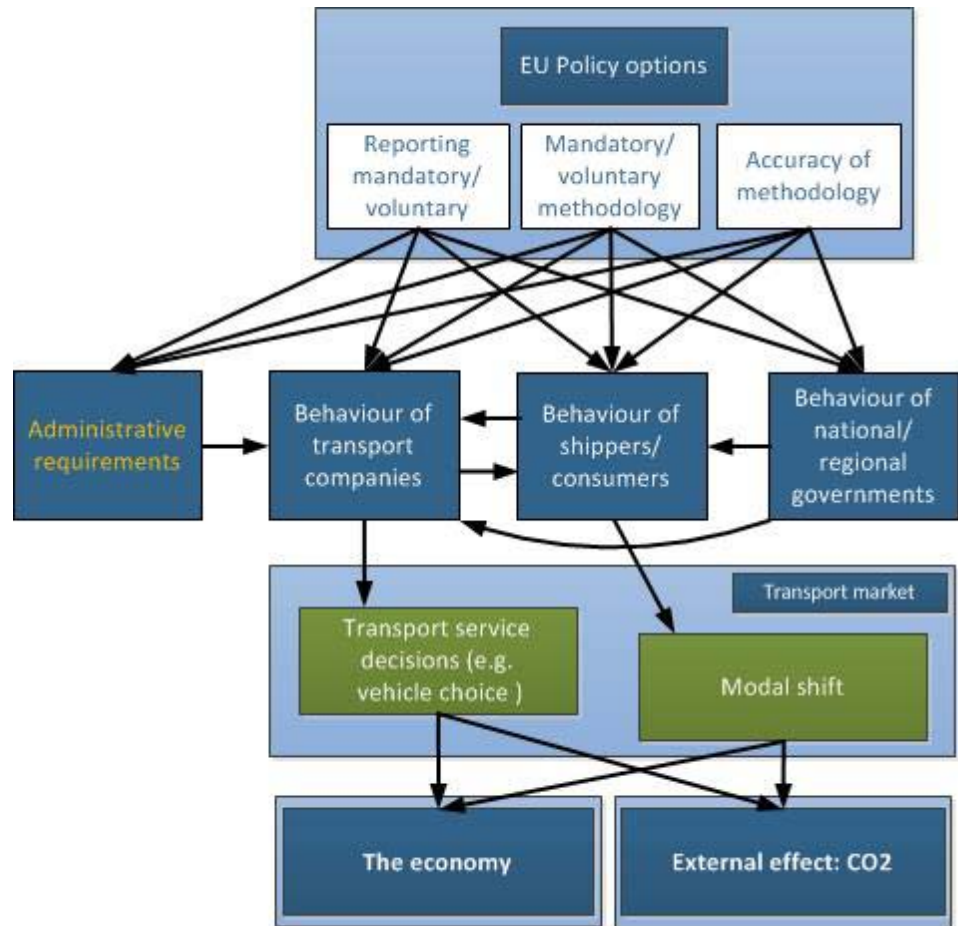 EU Policy options
Reporting
mandatory/
voluntary
Mandatory/
voluntary
methodology
Accuracy of
methodology
Administrative
requirements
Behaviour of
transport
companies
Behaviour of
shippers/
consumers
Behaviour of
national/
regional
governments
Transport market
Transport service
decisions (e.g.
vehicle choice )
Modal shift
The economy
External effect: CO2